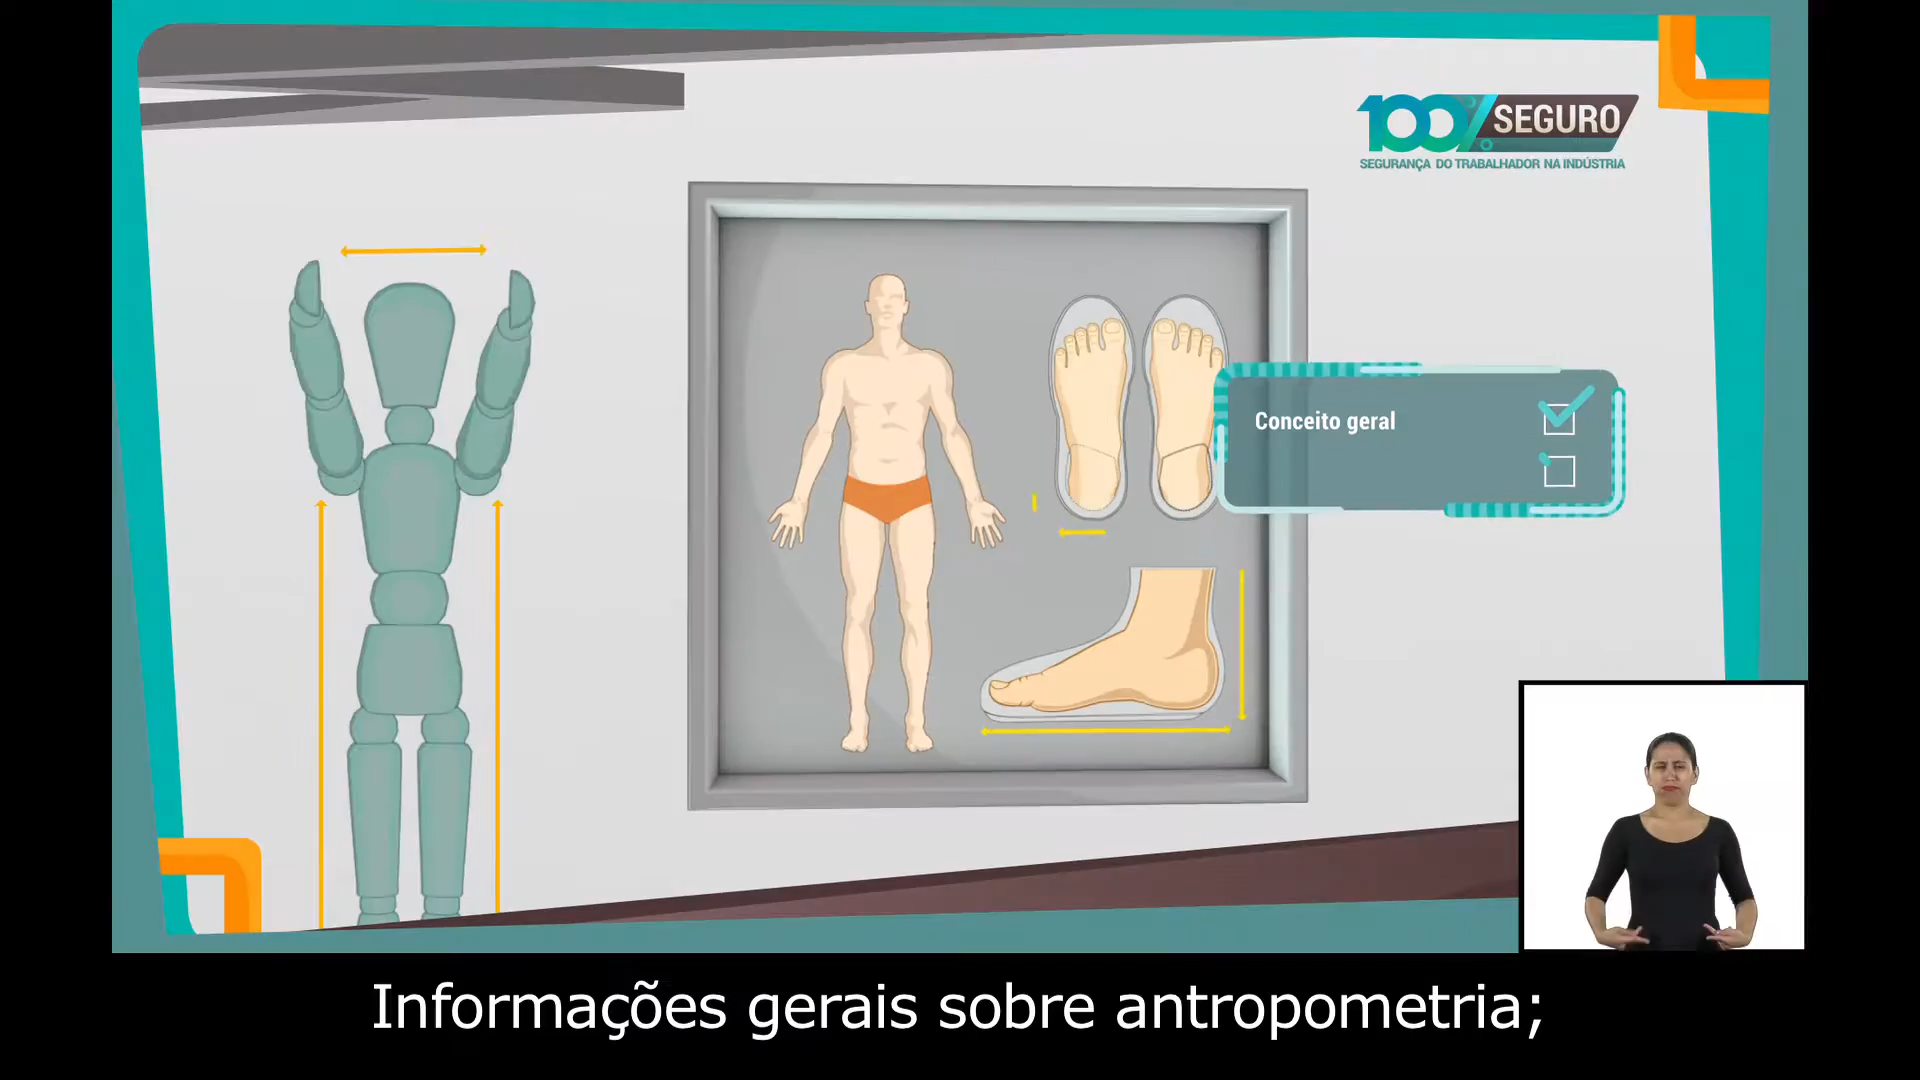 100% SEGURO
SEGURANÇA DO TRABALHADOR NA INDÚSTRIA
Conceito geral
Informações gerais sobre antropometria;